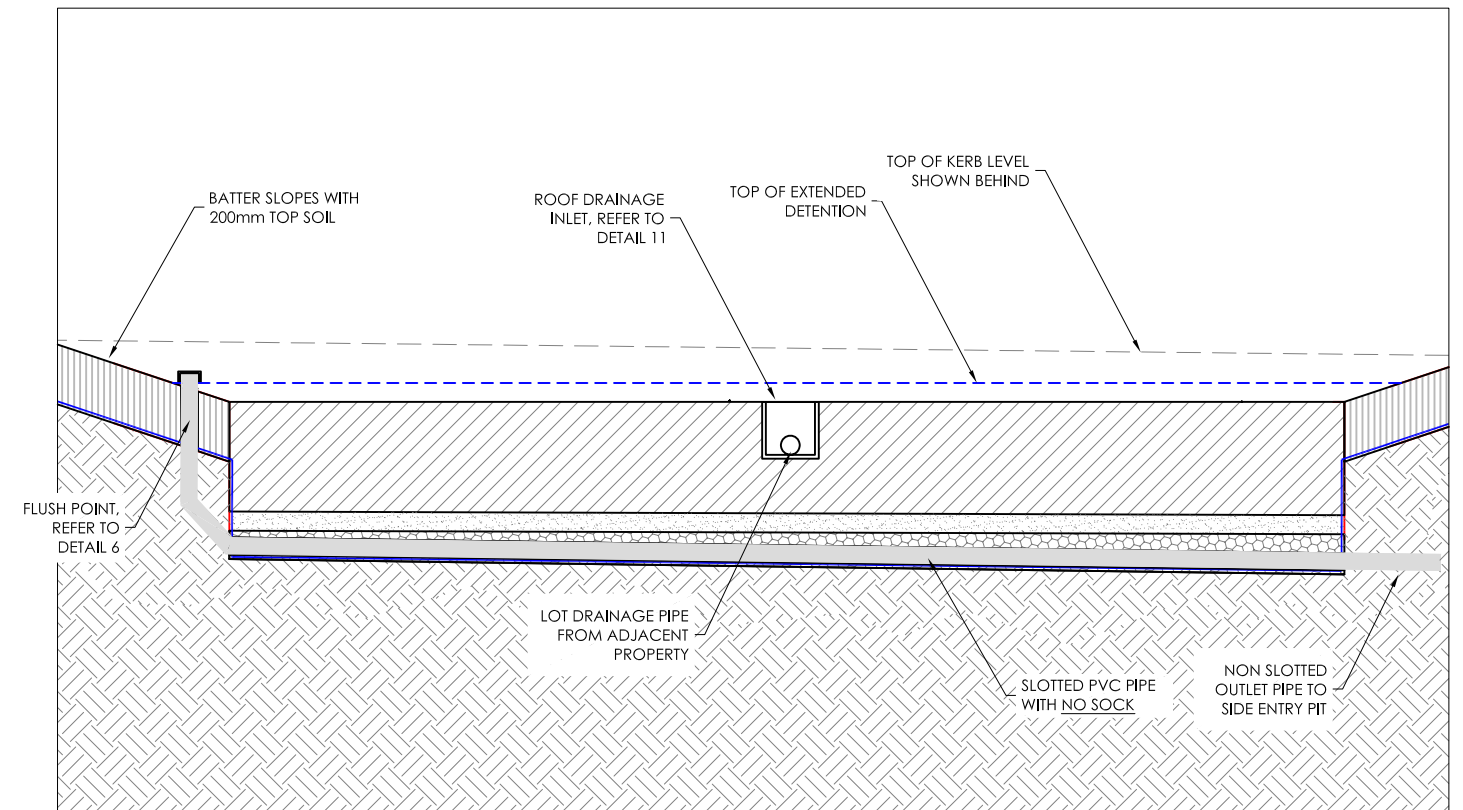 TOP OF KERB LEVEL
SHOWN BEHIND
BATTER SLOPES WITH
200mm TOP SOIL
ROOF DRAINAGE
INLET, REFER TO
DETAIL 11
TOP OF EXTENDED
DETENTION
FLUSH POINT,
REFER TO
DETAIL 6
LOT DRAINAGE PIPE
FROM ADJACENT
PROPERTY
SLOTTED PVC PIPE
WITH NO SOCK
NON SLOTTED
OUTLET PIPE TO
SIDE ENTRY PIT